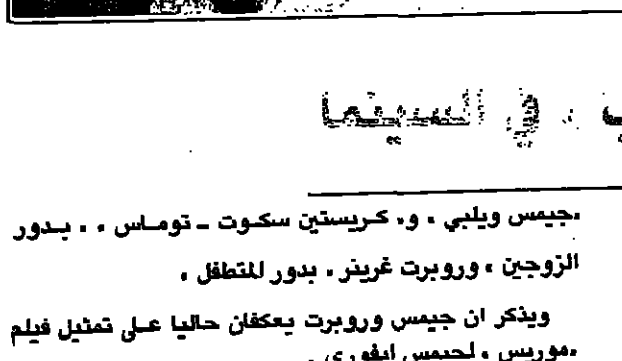 في السينما
«جيمس ويلبي» و«كريستين سكوت ـ توماس» بدور
الزوجين، وروبرت غرينر، بدور المتطفل.
ويذكر ان جيمس وروبرت يعكفان حاليا على تمثيل فيلم
«موريس» لجيمس ايفوري.